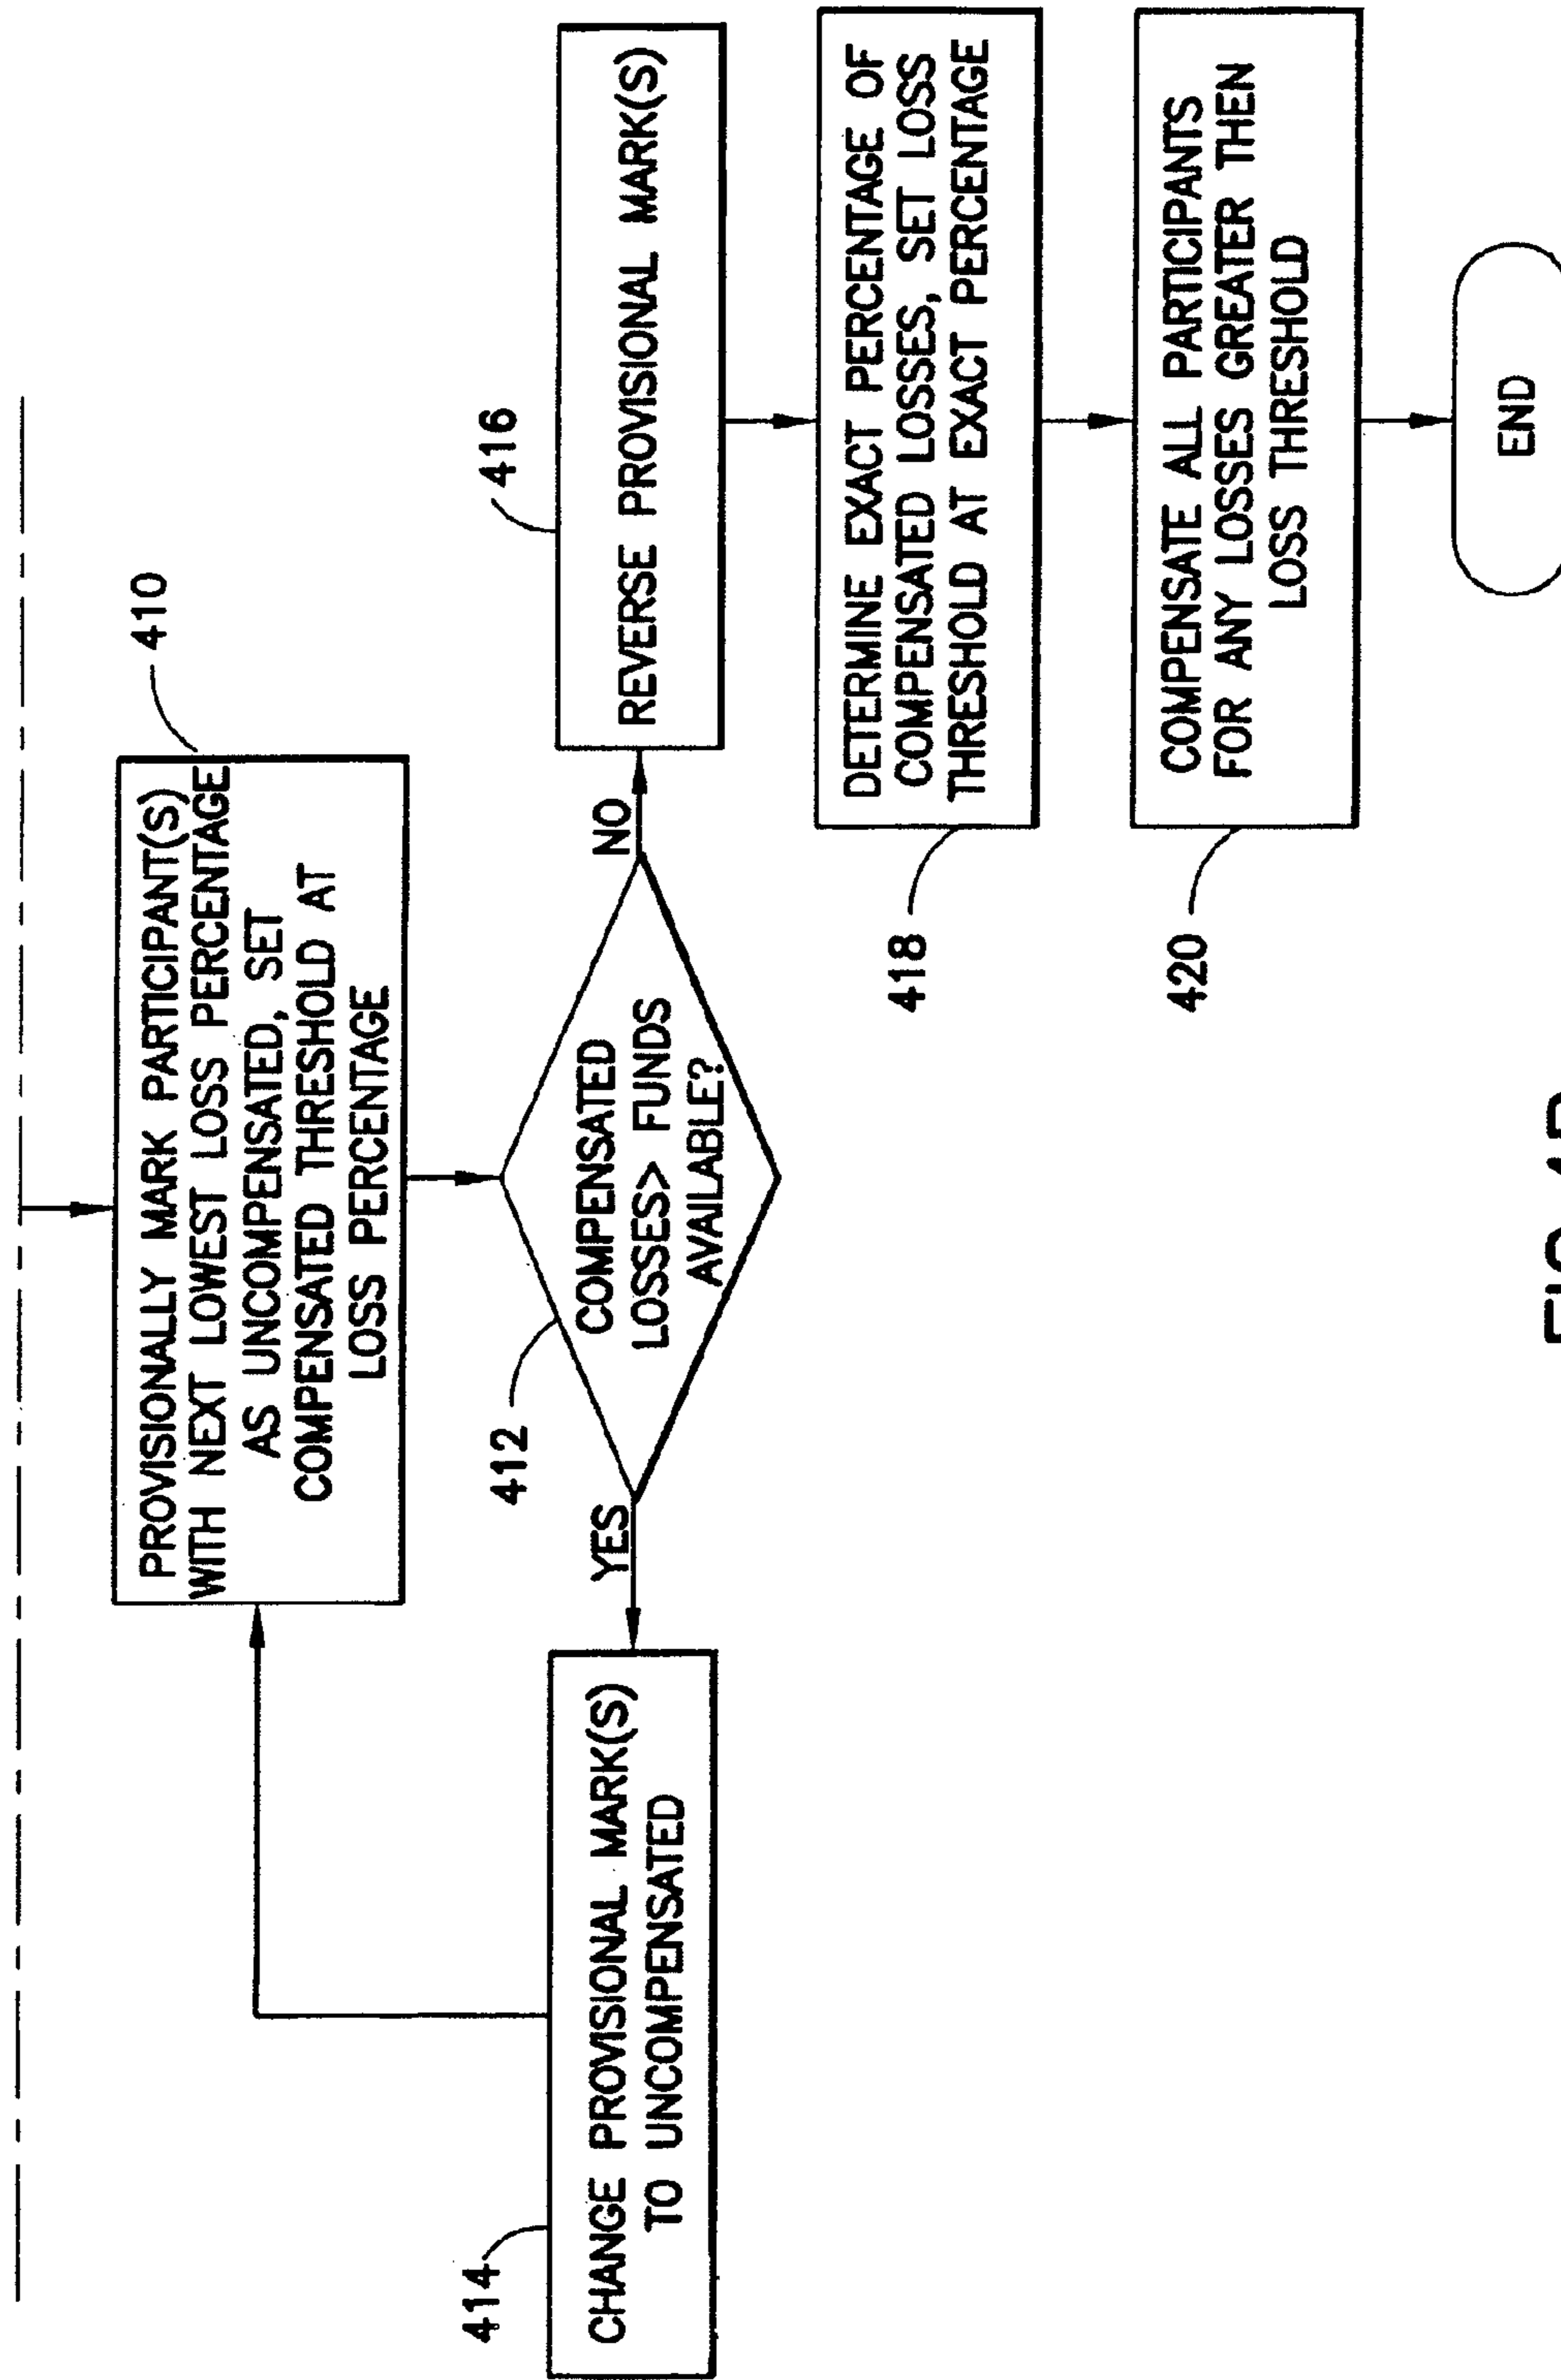 410
PROVISIONALLY MARK PARTICIPANT(S)
WITH NEXT LOWEST LOSS PERCENTAGE
AS UNCOMPENSATED, SET
COMPENSATED THRESHOLD AT
LOSS PERCENTAGE
412
COMPENSATED
LOSSES> FUNDS
AVAILABLE?
YES
NO
414
CHANGE PROVISIONAL MARK(S)
TO UNCOMPENSATED
416
REVERSE PROVISIONAL MARK(S)
418
DETERMINE EXACT PERCENTAGE OF
COMPENSATED LOSSES, SET LOSS
THRESHOLD AT EXACT PERCENTAGE
420
COMPENSATE ALL PARTICIPANTS
FOR ANY LOSSES GREATER THEN
LOSS THRESHOLD
END